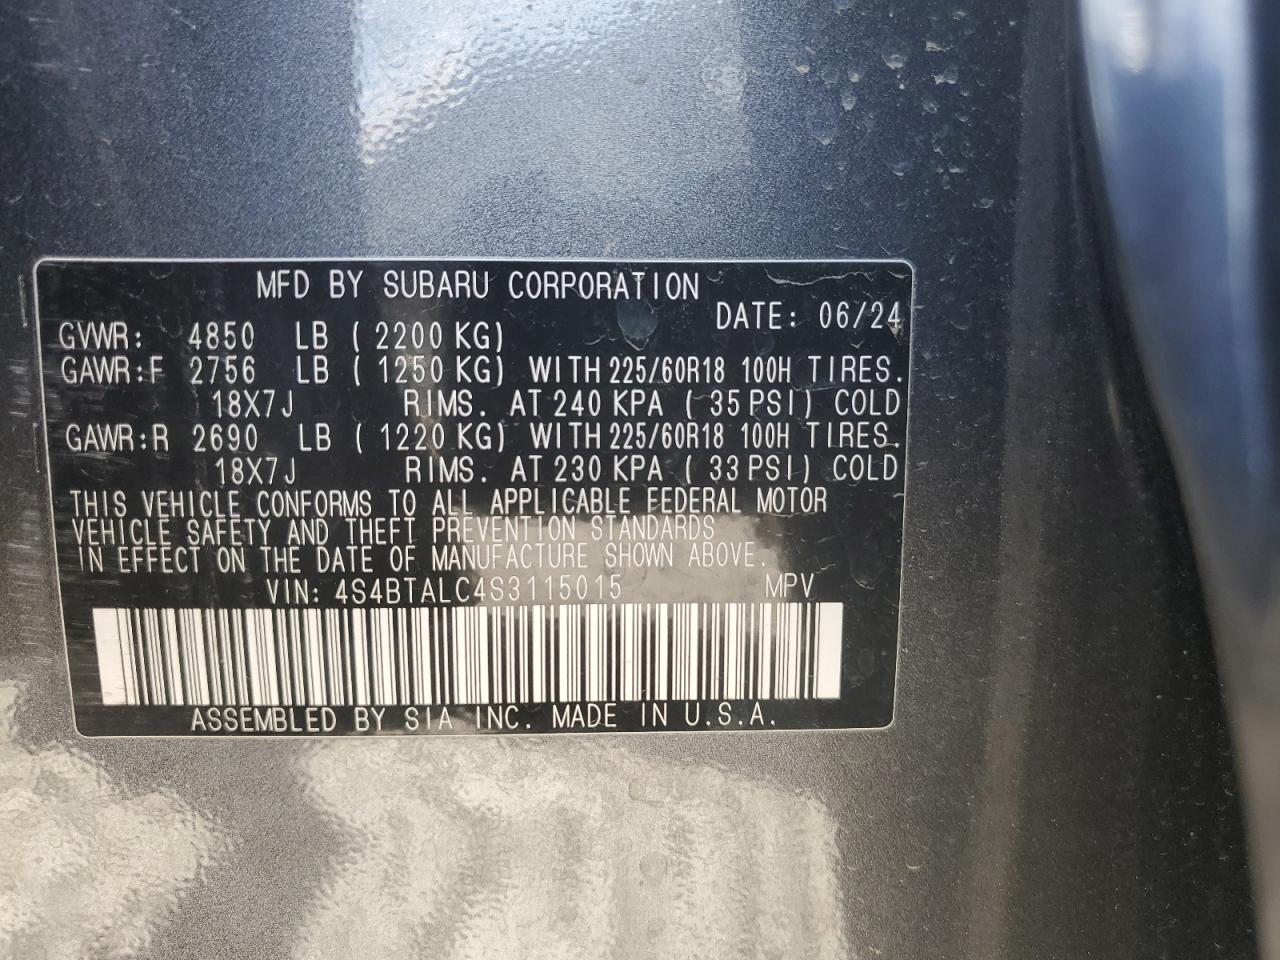 MFD BY SUBARU CORPORATION
DATE: 06/24
GVWR: 4850 LB ( 2200 KG)
GAWR:F 2756 LB ( 1250 KG) WITH 225/60R18 100H TIRES.
18X7J RIMS. AT 240 KPA ( 35 PSI) COLD
GAWR:R 2690 LB ( 1220 KG) WITH 225/60R18 100H TIRES.
18X7J RIMS. AT 230 KPA ( 33 PSI) COLD
THIS VEHICLE CONFORMS TO ALL APPLICABLE FEDERAL MOTOR
VEHICLE SAFETY AND THEFT PREVENTION STANDARDS
IN EFFECT ON THE DATE OF MANUFACTURE SHOWN ABOVE.
VIN: 4S4BTALC4S3115015 MPV
ASSEMBLED BY SIA INC. MADE IN U.S.A.